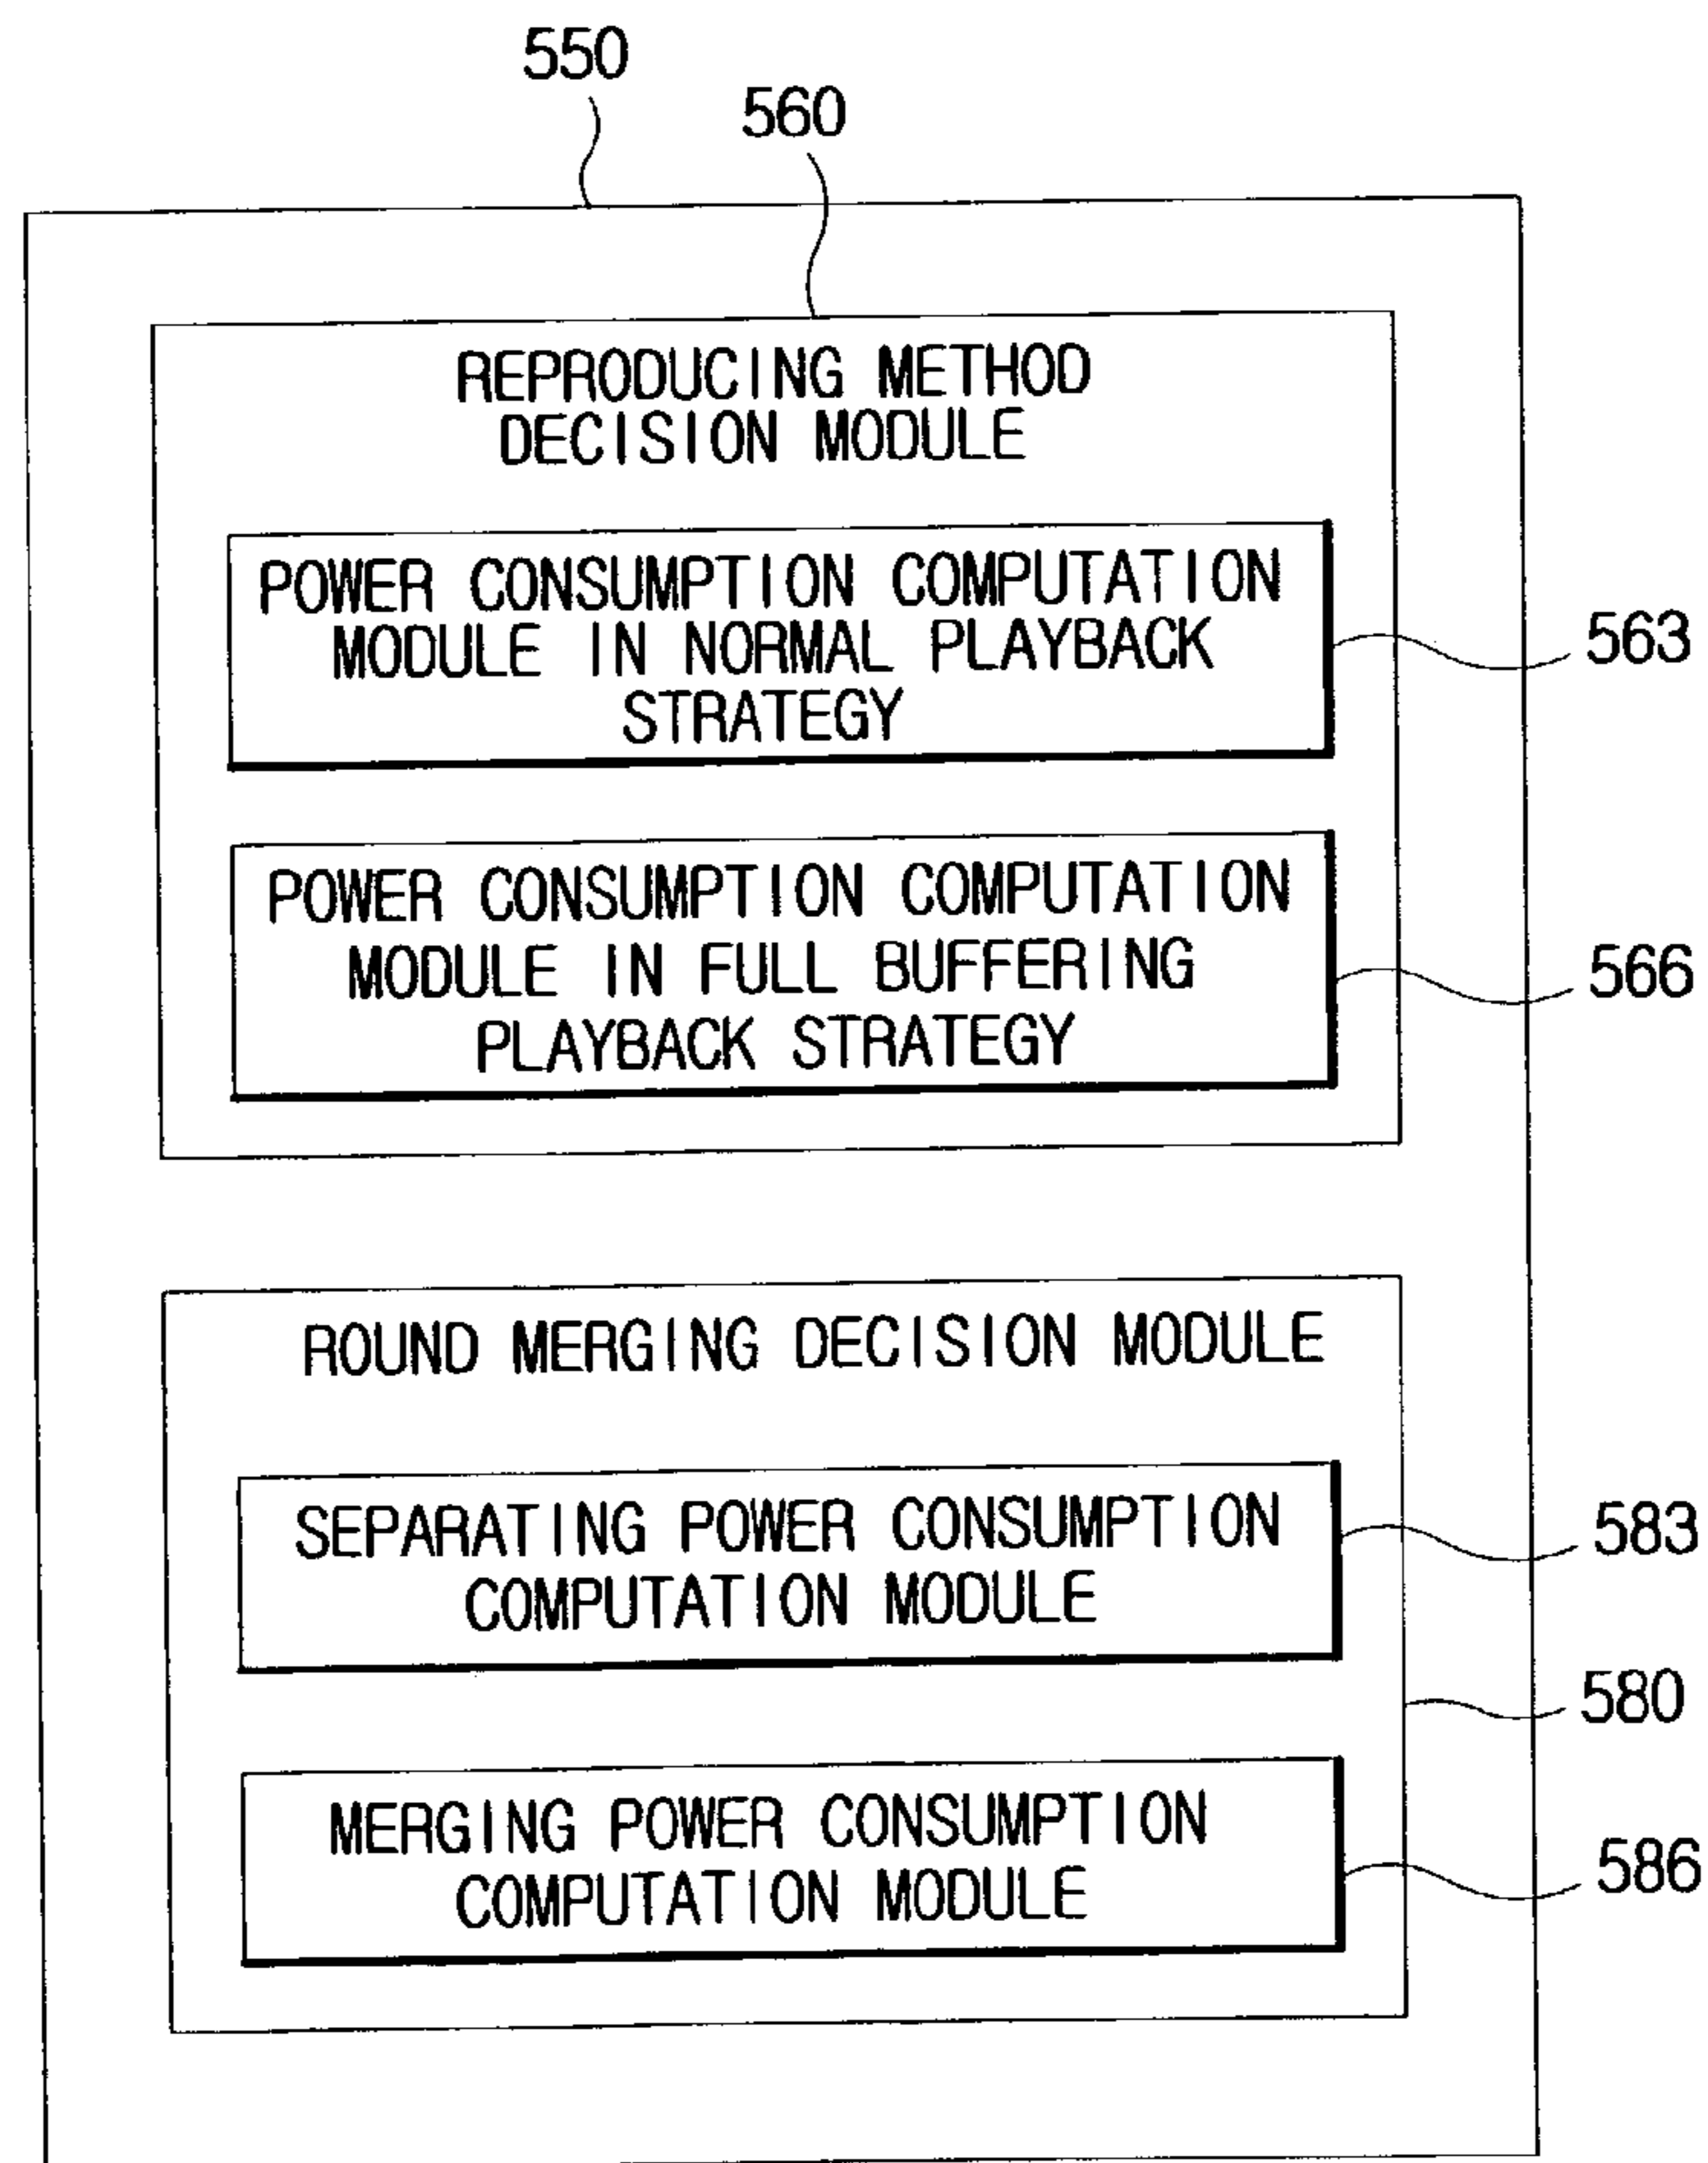 550
560
REPRODUCING METHOD
DECISION MODULE
POWER CONSUMPTION COMPUTATION
MODULE IN NORMAL PLAYBACK
STRATEGY
563
POWER CONSUMPTION COMPUTATION
MODULE IN FULL BUFFERING
PLAYBACK STRATEGY
566
ROUND MERGING DECISION MODULE
SEPARATING POWER CONSUMPTION
COMPUTATION MODULE
583
580
MERGING POWER CONSUMPTION
COMPUTATION MODULE
586